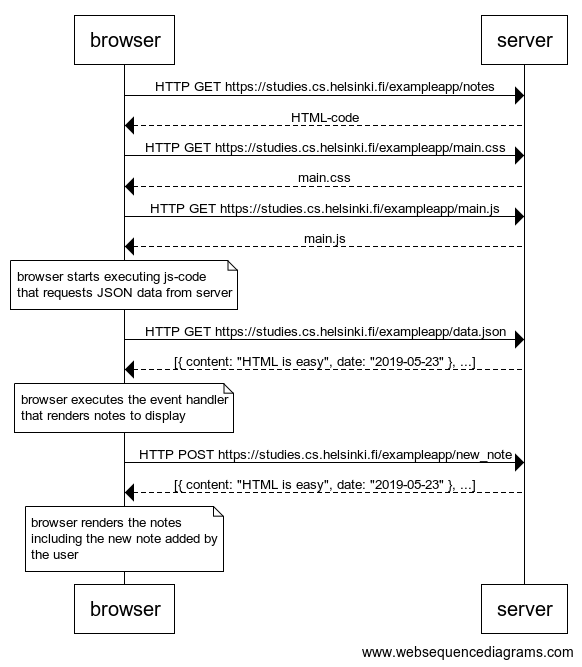 browser
server
HTTP GET https://studies.cs.helsinki.fi/exampleapp/notes
HTML-code
HTTP GET https://studies.cs.helsinki.fi/exampleapp/main.css
main.css
HTTP GET https://studies.cs.helsinki.fi/exampleapp/main.js
main.js
browser starts executing js-code
that requests JSON data from server
HTTP GET https://studies.cs.helsinki.fi/exampleapp/data.json
[{ content: "HTML is easy", date: "2019-05-23" }, ...]
browser executes the event handler
that renders notes to display
HTTP POST https://studies.cs.helsinki.fi/exampleapp/new_note
[{ content: "HTML is easy", date: "2019-05-23" }, ...]
browser renders the notes
including the new note added by
the user
browser
server
www.websequencediagrams.com